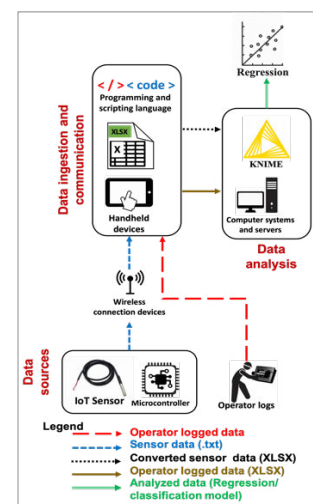 Regression
</> <code>
Programming and
scripting language
XLSX
X
Handheld
devices
Data ingestion and
communication
KNIME
Computer systems
and servers
Data
analysis
Wireless
connection devices
Data
sources
IoT Sensor
Microcontroller
Operator logs
Legend
Operator logged data
Sensor data (.txt)
Converted sensor data (XLSX)
Operator logged data (XLSX)
Analyzed data (Regression/
classification model)